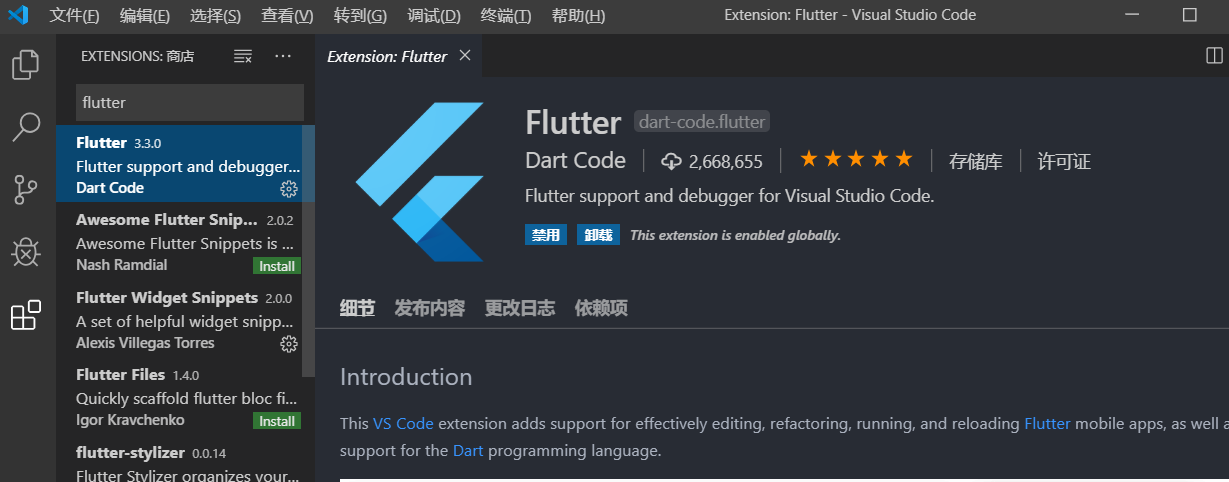 文件(F) 编辑(E) 选择(S) 查看(V) 转到(G) 调试(D) 终端(T) 帮助(H) Extension: Flutter - Visual Studio Code
EXTENSIONS: 商店
flutter
Flutter 3.3.0
Flutter support and debugger...
Dart Code
Awesome Flutter Snip... 2.0.2
Awesome Flutter Snippets is ...
Nash Ramdial Install
Flutter Widget Snippets 2.0.0
A set of helpful widget snipp...
Alexis Villegas Torres
Flutter Files 1.4.0
Quickly scaffold flutter bloc fi...
Igor Kravchenko Install
flutter-stylizer 0.0.14
Flutter Stylizer organizes your...
Extension: Flutter
Flutter dart-code.flutter
Dart Code 2,668,655 存储库 许可证
Flutter support and debugger for Visual Studio Code.
禁用 卸载 This extension is enabled globally.
细节 发布内容 更改日志 依赖项
Introduction
This VS Code extension adds support for effectively editing, refactoring, running, and reloading Flutter mobile apps, as well a
support for the Dart programming language.